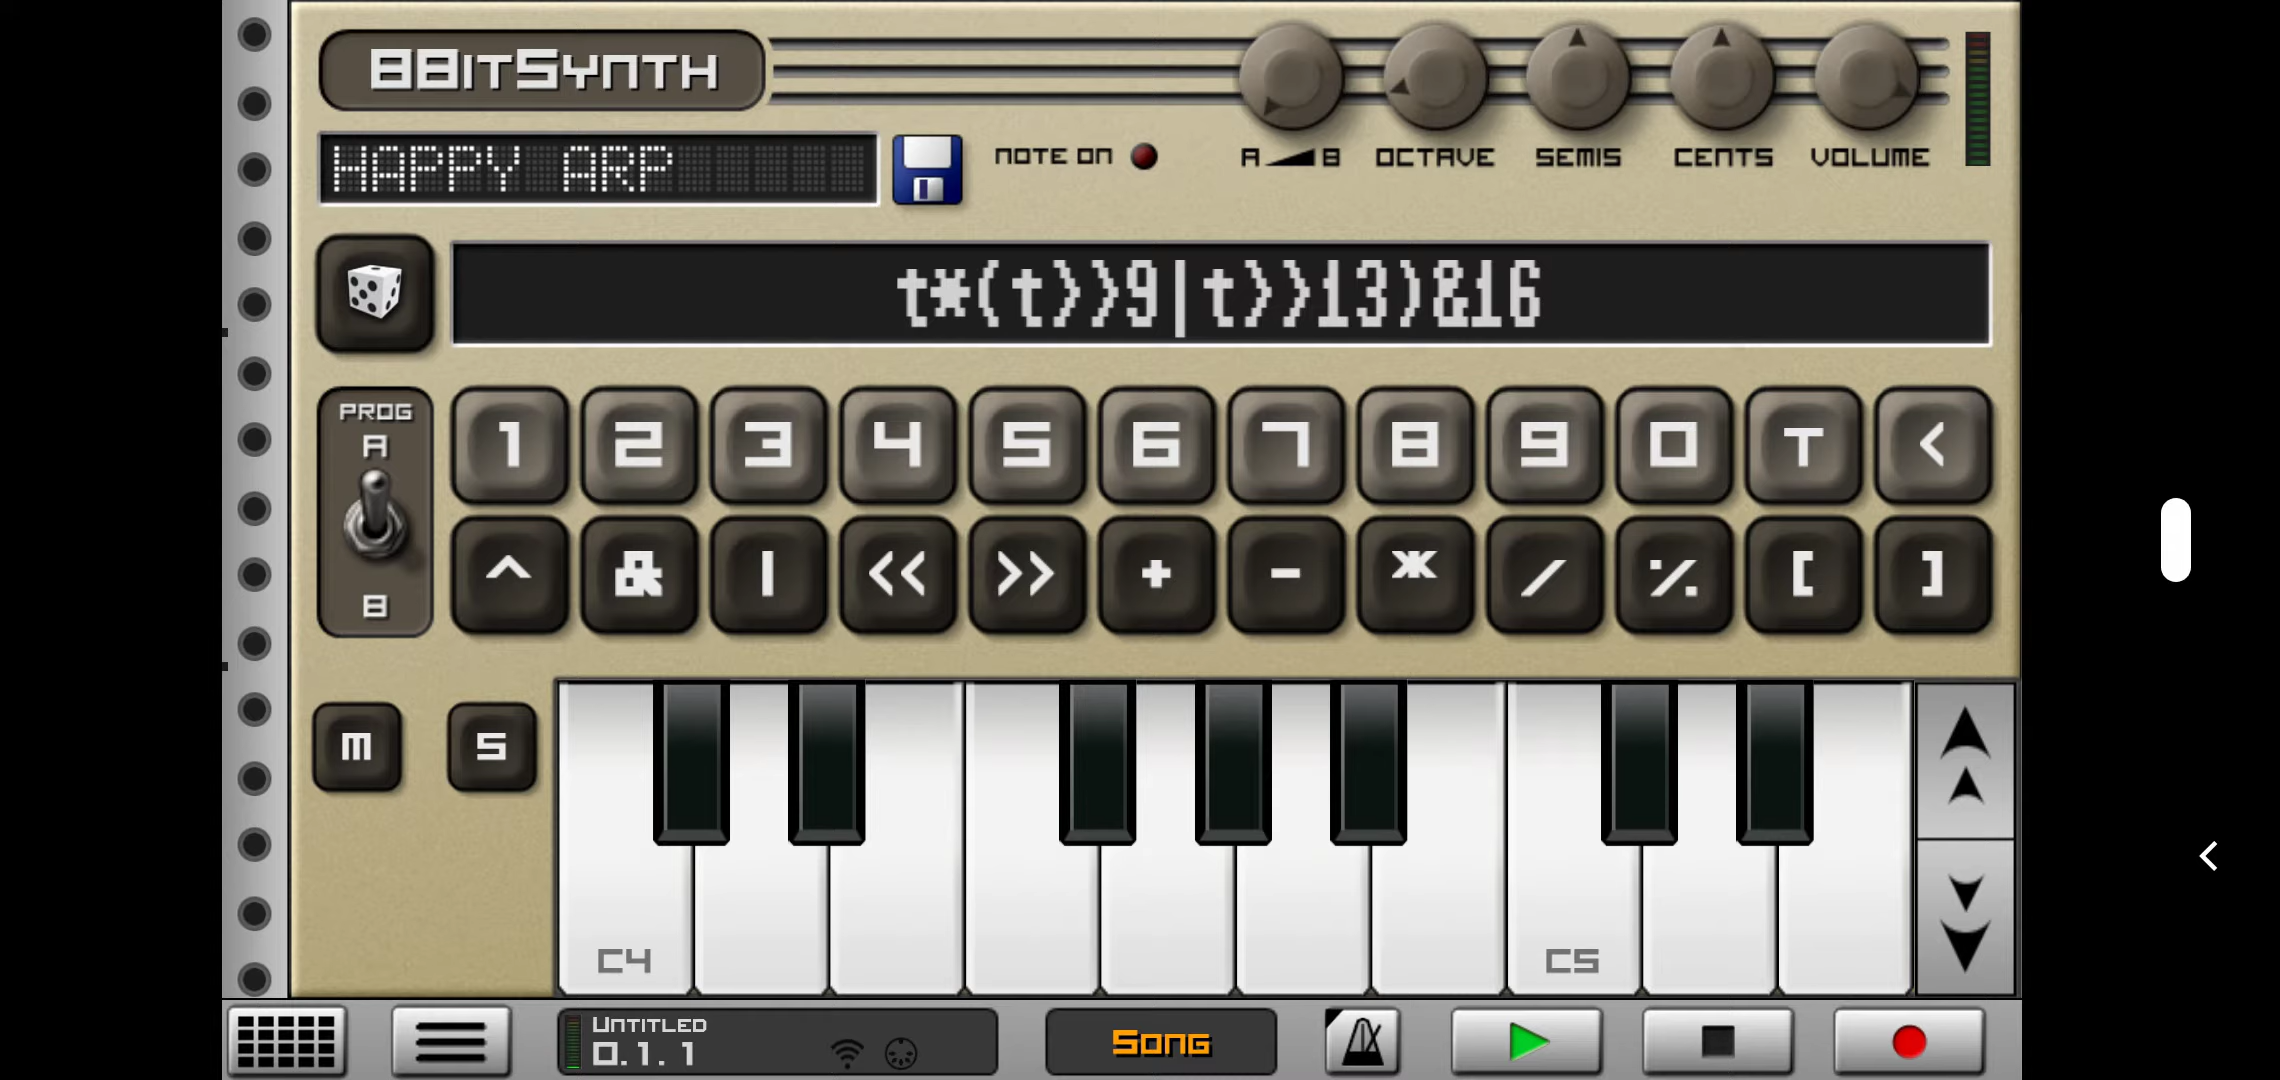 88itSynth
HAPPY ARP
NOTE ON
A B OCTAVE SEMIS CENTS VOLUME
t*(t>>9|t>>13)&16
PROG
A
B
1 2 3 4 5 6 7 8 9 0 T <
^ & | << >> + - * / % [ ]
M S
C4 C5
Untitled
0.1.1
Song